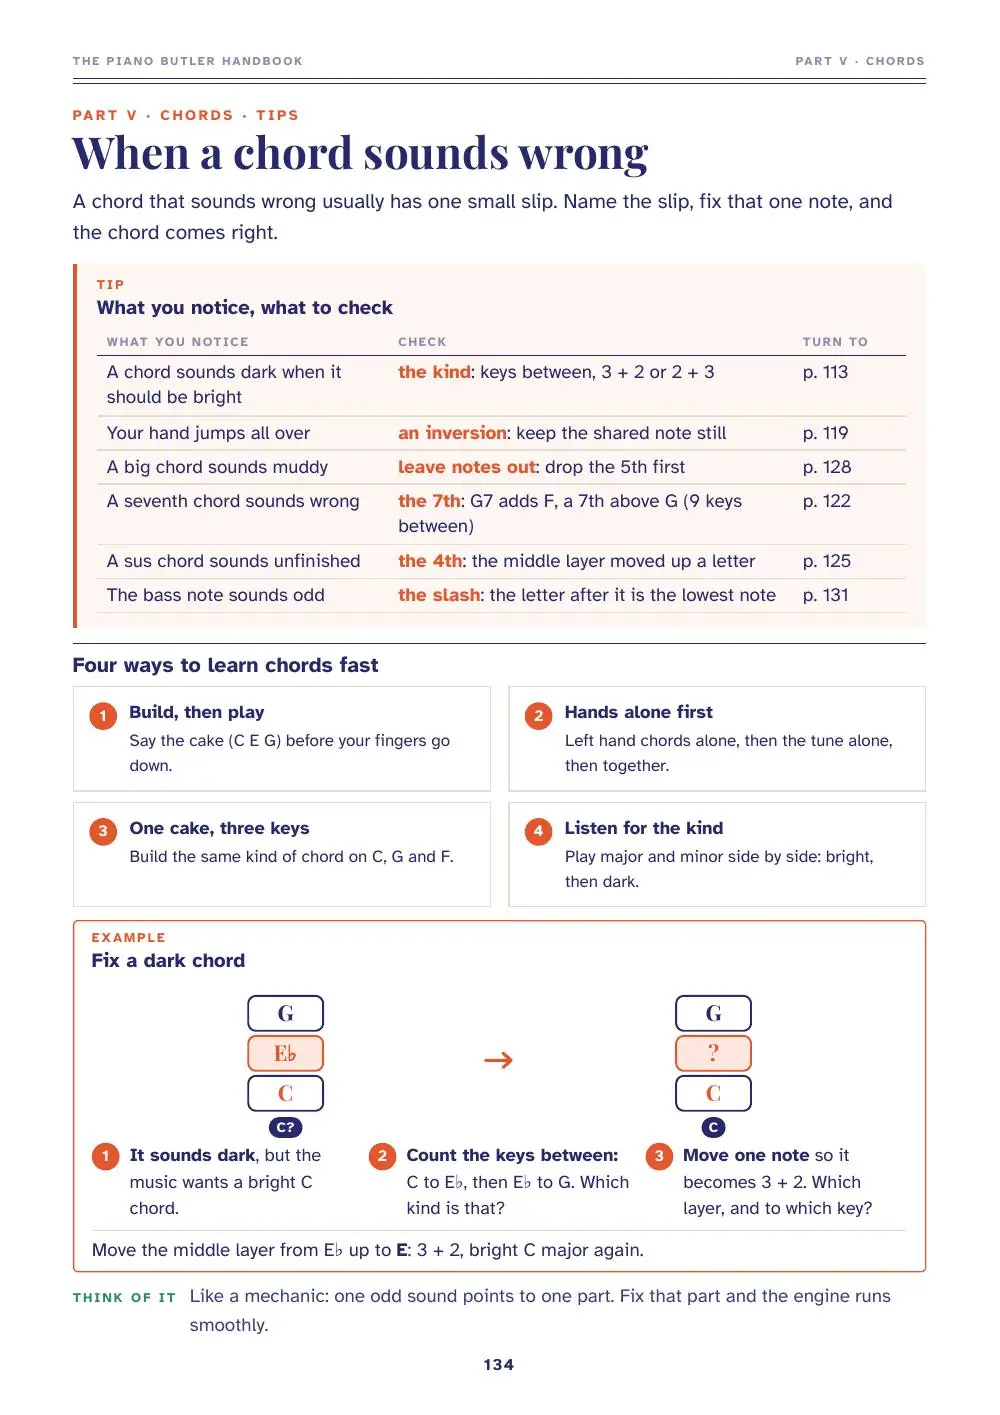 THE PIANO BUTLER HANDBOOK
PART V · CHORDS
PART V · CHORDS · TIPS
When a chord sounds wrong
A chord that sounds wrong usually has one small slip. Name the slip, fix that one note, and
the chord comes right.
TIP
What you notice, what to check
WHAT YOU NOTICE CHECK TURN TO
A chord sounds dark when it the kind: keys between, 3 + 2 or 2 + 3 p. 113
should be bright
Your hand jumps all over an inversion: keep the shared note still p. 119
A big chord sounds muddy leave notes out: drop the 5th first p. 128
A seventh chord sounds wrong the 7th: G7 adds F, a 7th above G (9 keys p. 122
between)
A sus chord sounds unfinished the 4th: the middle layer moved up a letter p. 125
The bass note sounds odd the slash: the letter after it is the lowest note p. 131
Four ways to learn chords fast
1 Build, then play
Say the cake (C E G) before your fingers go
down.
2 Hands alone first
Left hand chords alone, then the tune alone,
then together.
3 One cake, three keys
Build the same kind of chord on C, G and F.
4 Listen for the kind
Play major and minor side by side: bright,
then dark.
EXAMPLE
Fix a dark chord
G
E♭
C
C?
→
G
?
C
C
1 It sounds dark, but the
music wants a bright C
chord.
2 Count the keys between:
C to E♭, then E♭ to G. Which
kind is that?
3 Move one note so it
becomes 3 + 2. Which
layer, and to which key?
Move the middle layer from E♭ up to E: 3 + 2, bright C major again.
THINK OF IT Like a mechanic: one odd sound points to one part. Fix that part and the engine runs
smoothly.
134